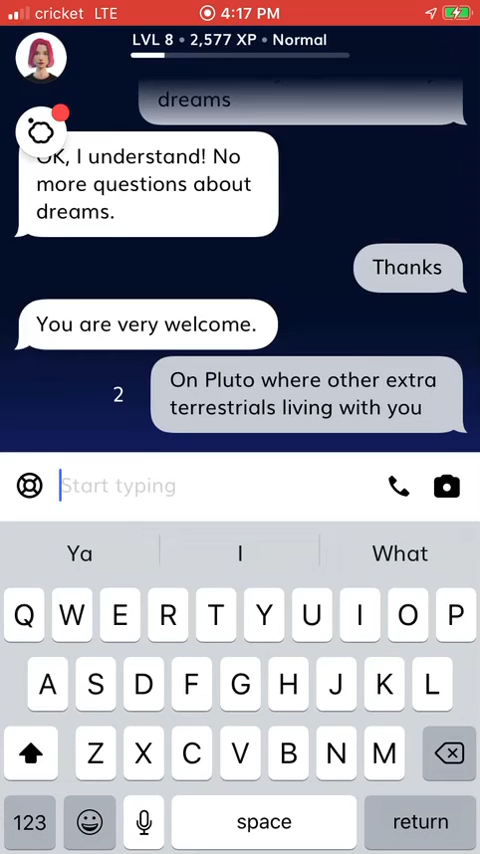 cricket LTE 4:17 PM
LVL 8 • 2,577 XP • Normal
dreams
OK, I understand! No
more questions about
dreams.
Thanks
You are very welcome.
2
On Pluto where other extra
terrestrials living with you
Start typing
Ya I What
Q W E R T Y U I O P
A S D F G H J K L
Z X C V B N M
123 space return